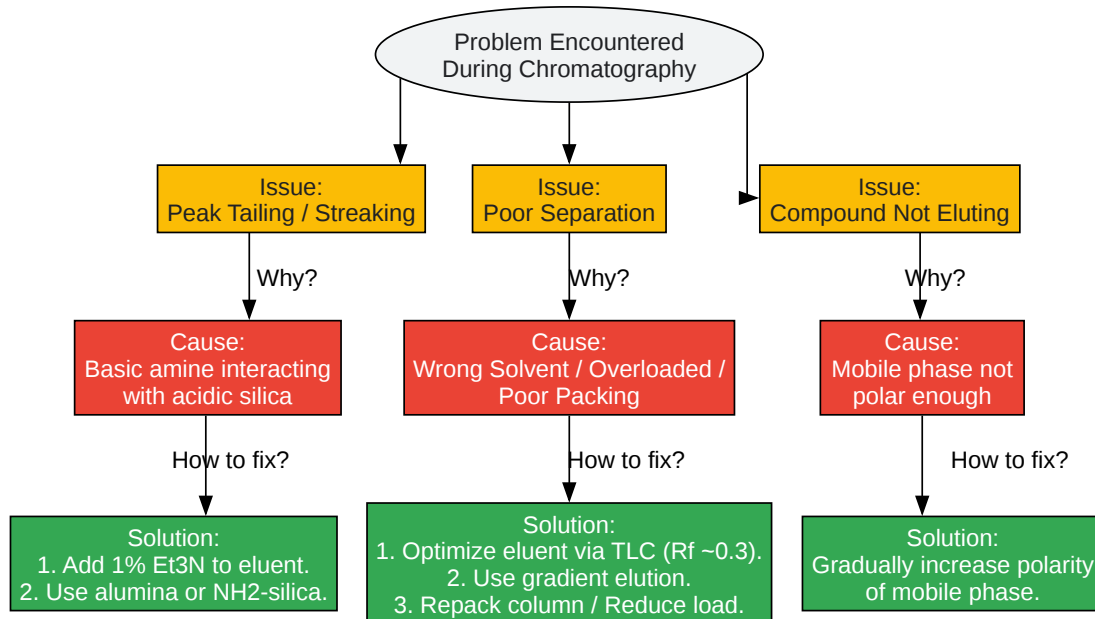 Problem Encountered
During Chromatography
Issue:
Peak Tailing / Streaking
Issue:
Poor Separation
Issue:
Compound Not Eluting
Why?
Why?
Why?
Cause:
Basic amine interacting
with acidic silica
Cause:
Wrong Solvent / Overloaded /
Poor Packing
Cause:
Mobile phase not
polar enough
How to fix?
How to fix?
How to fix?
Solution:
1. Add 1% Et3N to eluent.
2. Use alumina or NH2-silica.
Solution:
1. Optimize eluent via TLC (Rf ~0.3).
2. Use gradient elution.
3. Repack column / Reduce load.
Solution:
Gradually increase polarity
of mobile phase.